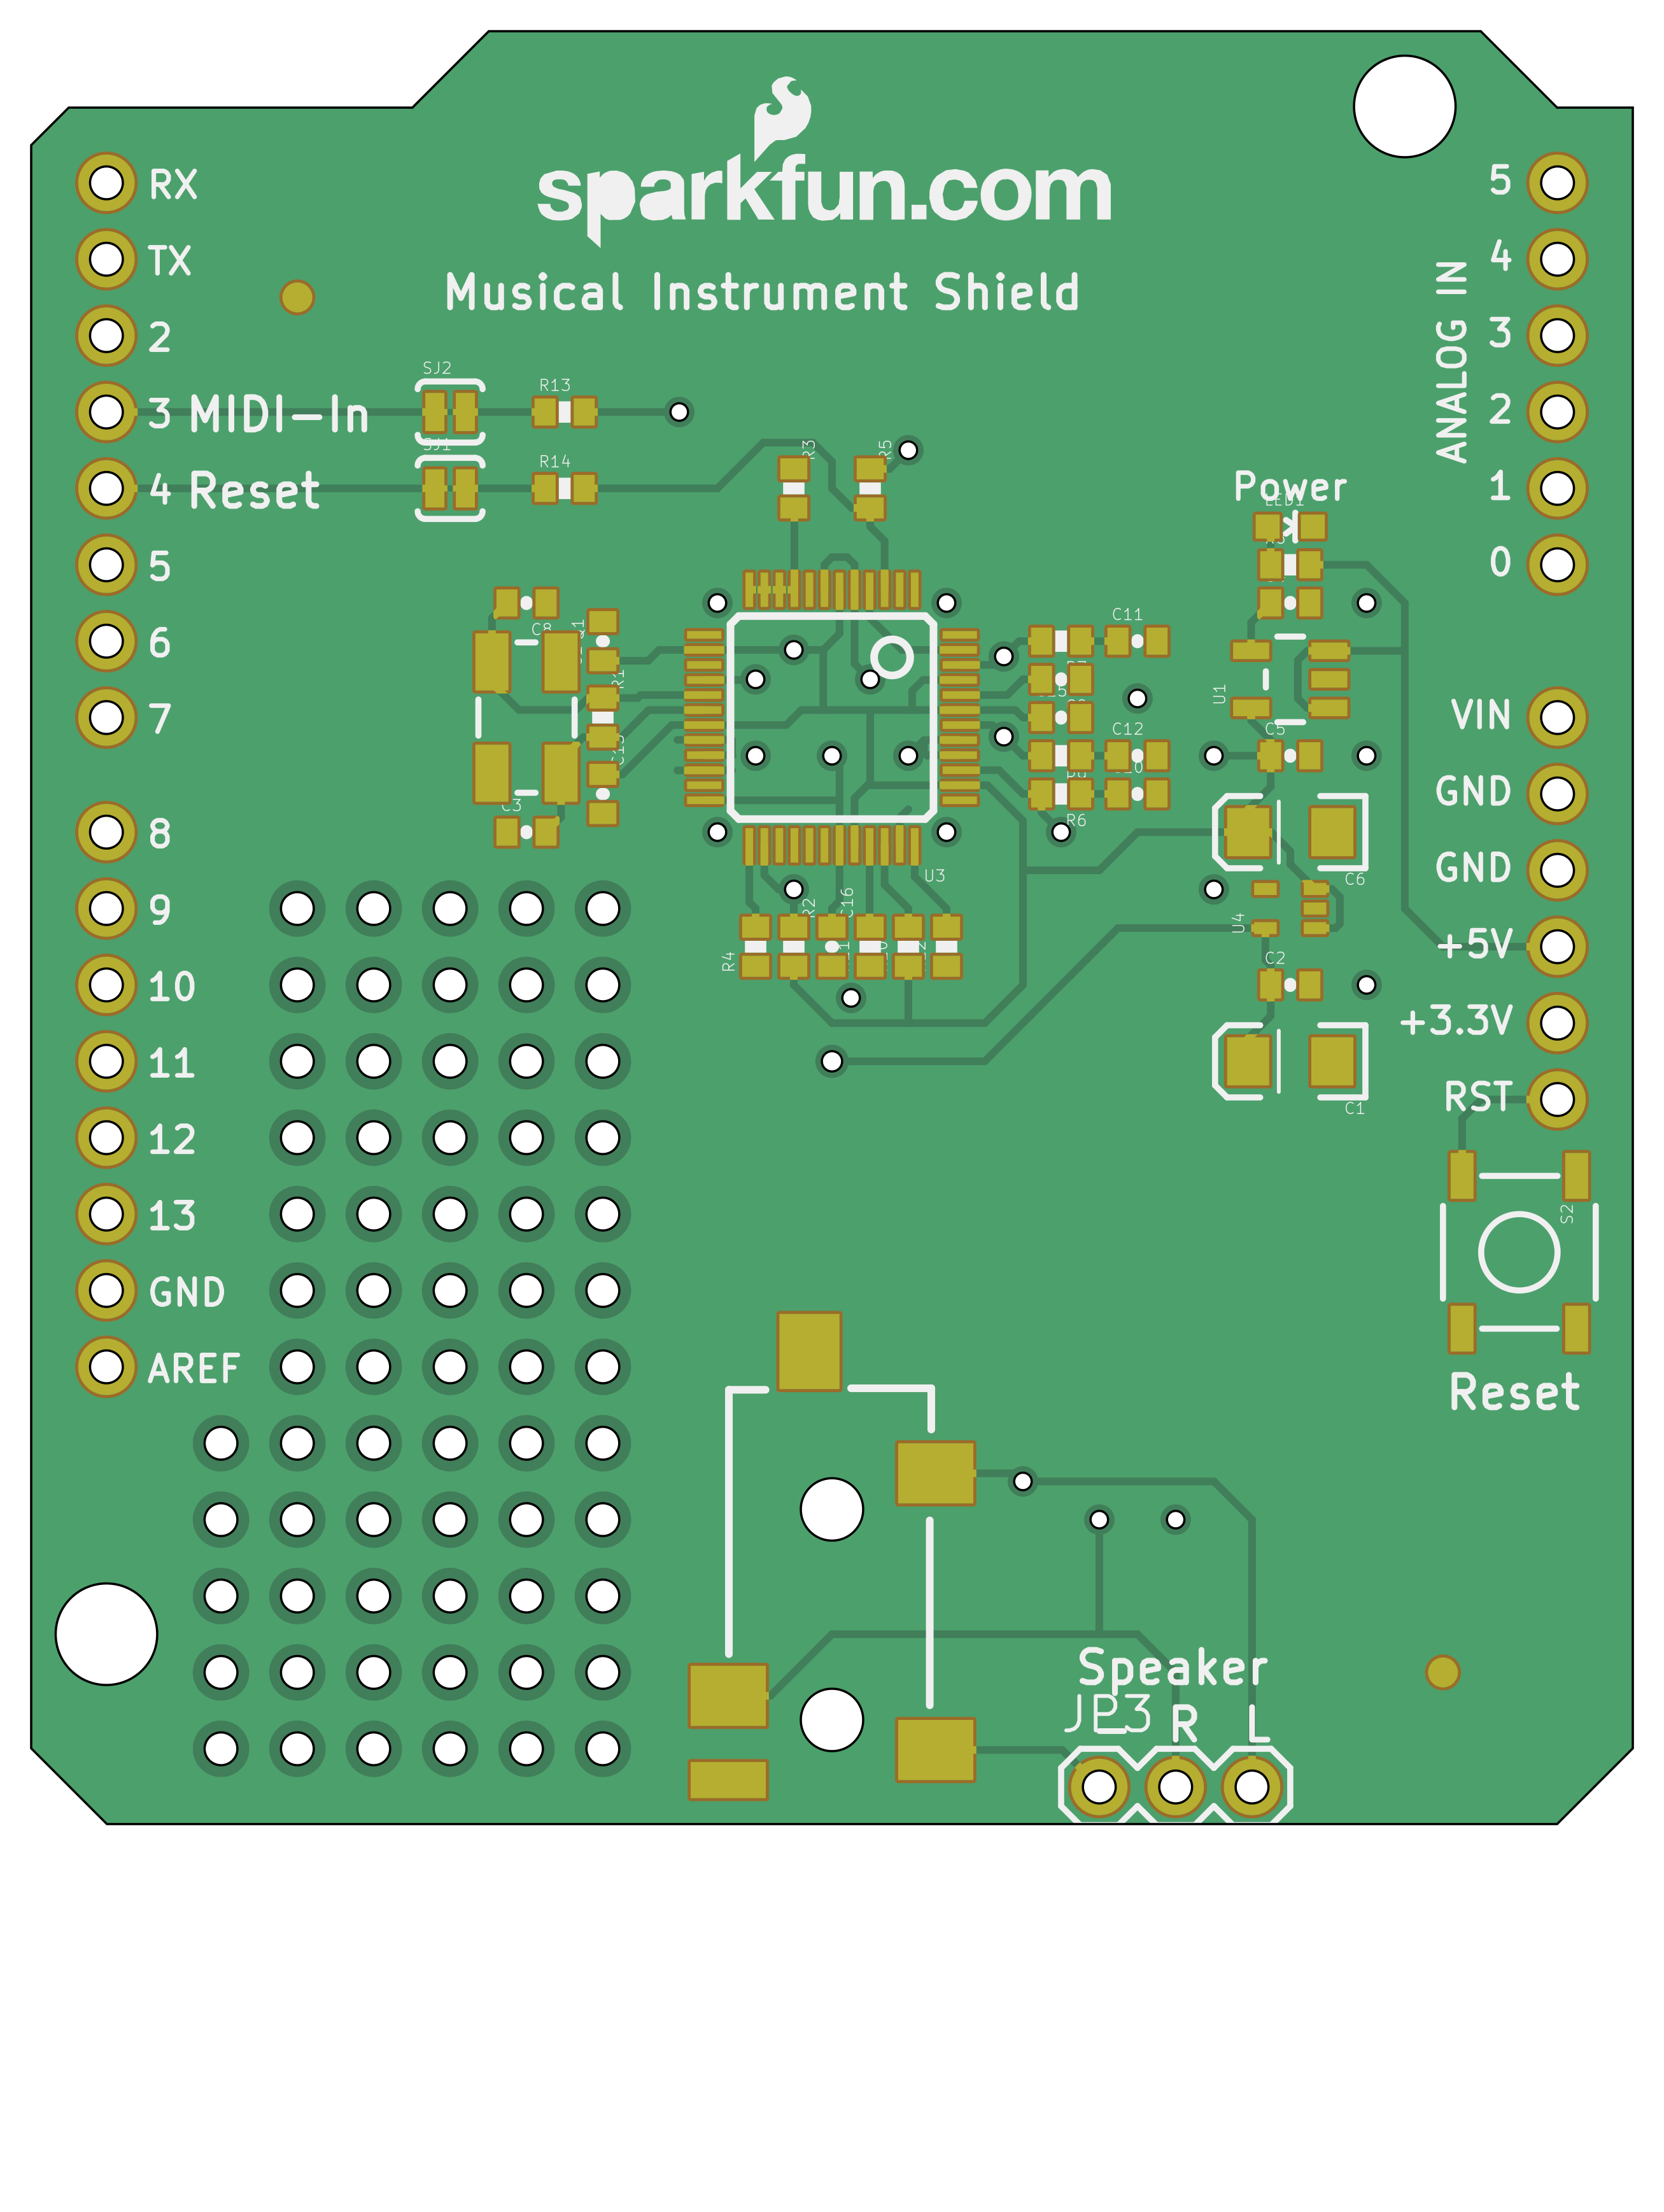 sparkfun.com
Musical Instrument Shield
RX
TX
2
3 MIDI-In
4 Reset
5
6
7
8
9
10
11
12
13
GND
AREF
5
4
3
2
1
0
ANALOG IN
VIN
GND
GND
+5V
+3.3V
RST
SJ2
R13
SJ1
R14
R3
R5
Power
LED1
C8
R1
C3
C11
U1
C12
C5
R6
U3
C6
U4
R2
C16
R4
C2
C1
S2
Reset
Speaker
JP3
R
L